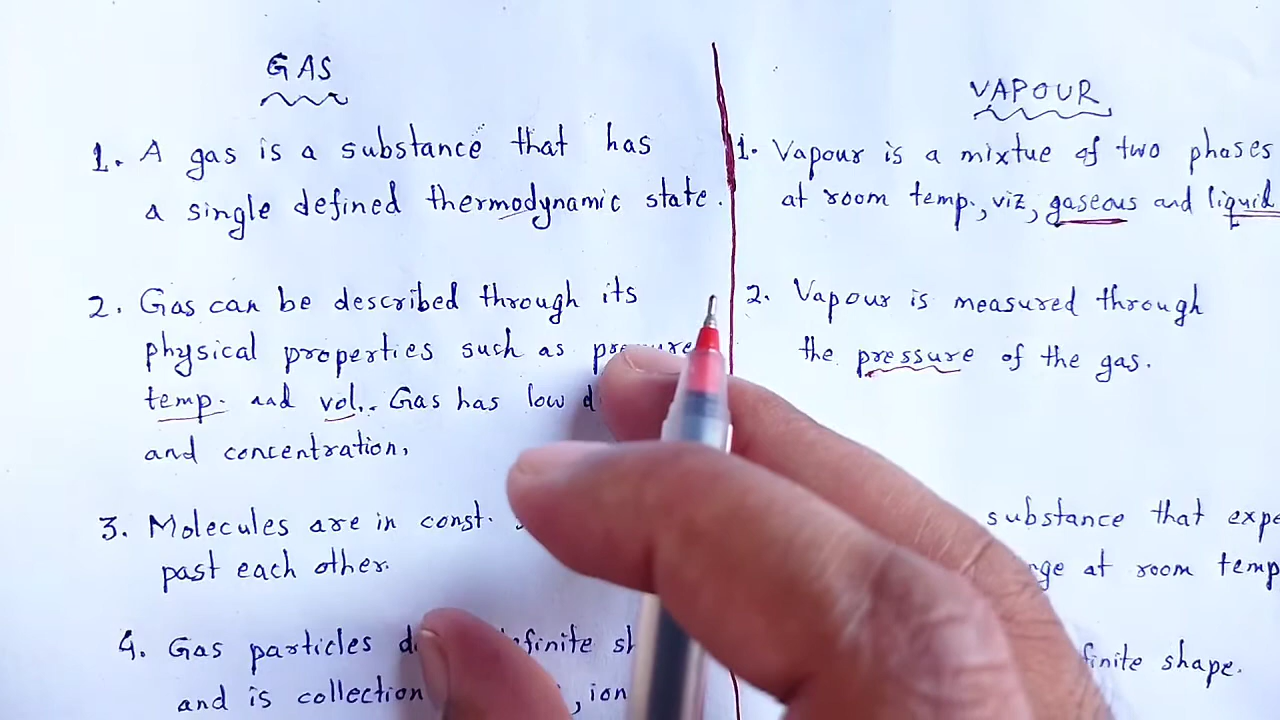 GAS
1. A gas is a substance that has
a single defined thermodynamic state.
2. Gas can be described through its
physical properties such as
temp. and vol.. Gas has low
and concentration,
3. Molecules are in const.
past each other.
4. Gas particles
and is collection , ion
VAPOUR
1. Vapour is a mixtue of two phases
at room temp., viz, gaseous and liquid
2. Vapour is measured through
the pressure of the gas.
substance that
at room temp
shape.